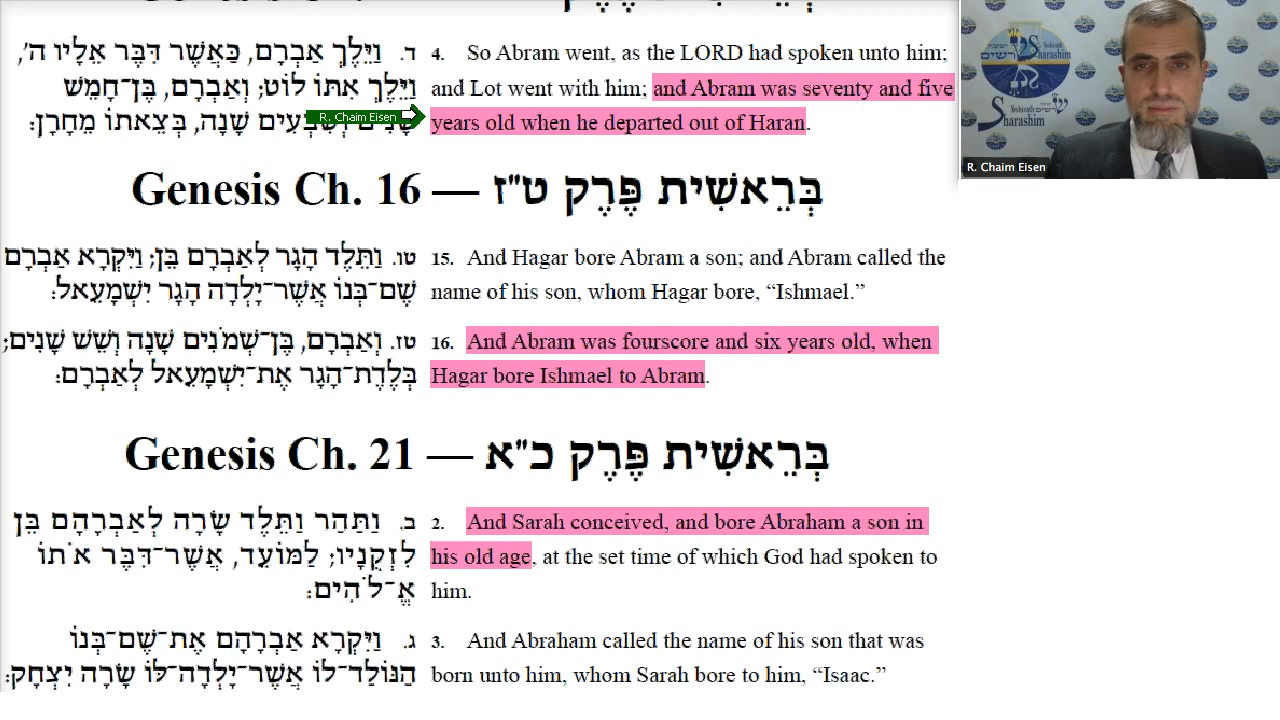 ד. וַיֵּלֶךְ אַבְרָם, כַּאֲשֶׁר דִּבֶּר אֵלָיו ה',
וַיֵּלֶךְ אִתּוֹ לוֹט; וְאַבְרָם, בֶּן־חָמֵשׁ
שָׁנִים וְשִׁבְעִים שָׁנָה, בְּצֵאתוֹ מֵחָרָן:
R. Chaim Eisen
4. So Abram went, as the LORD had spoken unto him;
and Lot went with him; and Abram was seventy and five
years old when he departed out of Haran.
Genesis Ch. 16 — בְּרֵאשִׁית פֶּרֶק ט"ז
טו. וַתֵּלֶד הָגָר לְאַבְרָם בֵּן; וַיִּקְרָא אַבְרָם
שֶׁם־בְּנוֹ אֲשֶׁר־יָלְדָה הָגָר יִשְׁמָעֵאל:
15. And Hagar bore Abram a son; and Abram called the
name of his son, whom Hagar bore, “Ishmael.”
טז. וְאַבְרָם, בֶּן־שְׁמֹנִים שָׁנָה וְשֵׁשׁ שָׁנִים;
בְּלֶדֶת־הָגָר אֶת־יִשְׁמָעֵאל לְאַבְרָם:
16. And Abram was fourscore and six years old, when
Hagar bore Ishmael to Abram.
Genesis Ch. 21 — בְּרֵאשִׁית פֶּרֶק כ"א
ב. וַתַּהַר וַתֵּלֶד שָׂרָה לְאַבְרָהָם בֵּן
לִזְקֻנָיו; לַמּוֹעֵד, אֲשֶׁר־דִּבֶּר אֹתוֹ
אֱ־לֹהִים:
2. And Sarah conceived, and bore Abraham a son in
his old age, at the set time of which God had spoken to
him.
ג. וַיִּקְרָא אַבְרָהָם אֶת־שֶׁם־בְּנוֹ
הַנּוֹלַד־לוֹ אֲשֶׁר־יָלְדָה־לּוֹ שָׂרָה יִצְחָק:
3. And Abraham called the name of his son that was
born unto him, whom Sarah bore to him, “Isaac.”
Yeshivath
Sharashim
Yeshivath
Sharashim
R. Chaim Eisen